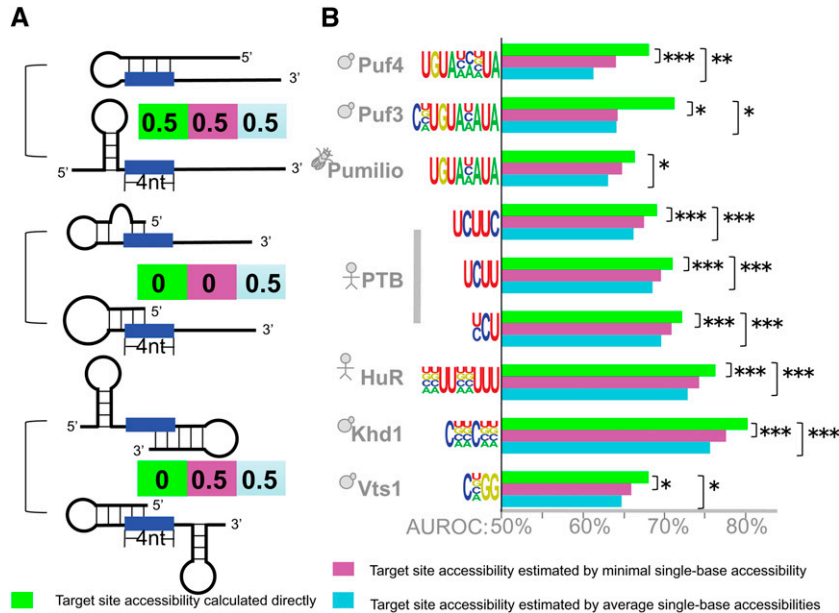 A
B
5'
3'
0.5 0.5 0.5
5'
3'
4nt
5'
3'
0 0 0.5
5'
3'
4nt
5'
3'
0 0.5 0.5
5'
3'
4nt
Target site accessibility calculated directly
Puf4 *** **
Puf3 * *
Pumilio *
UCUUC *** ***
PTB UCUU *** ***
*** ***
HuR *** ***
Khd1 *** ***
Vts1 * *
AUROC: 50% 60% 70% 80%
Target site accessibility estimated by minimal single-base accessibility
Target site accessibility estimated by average single-base accessibilities